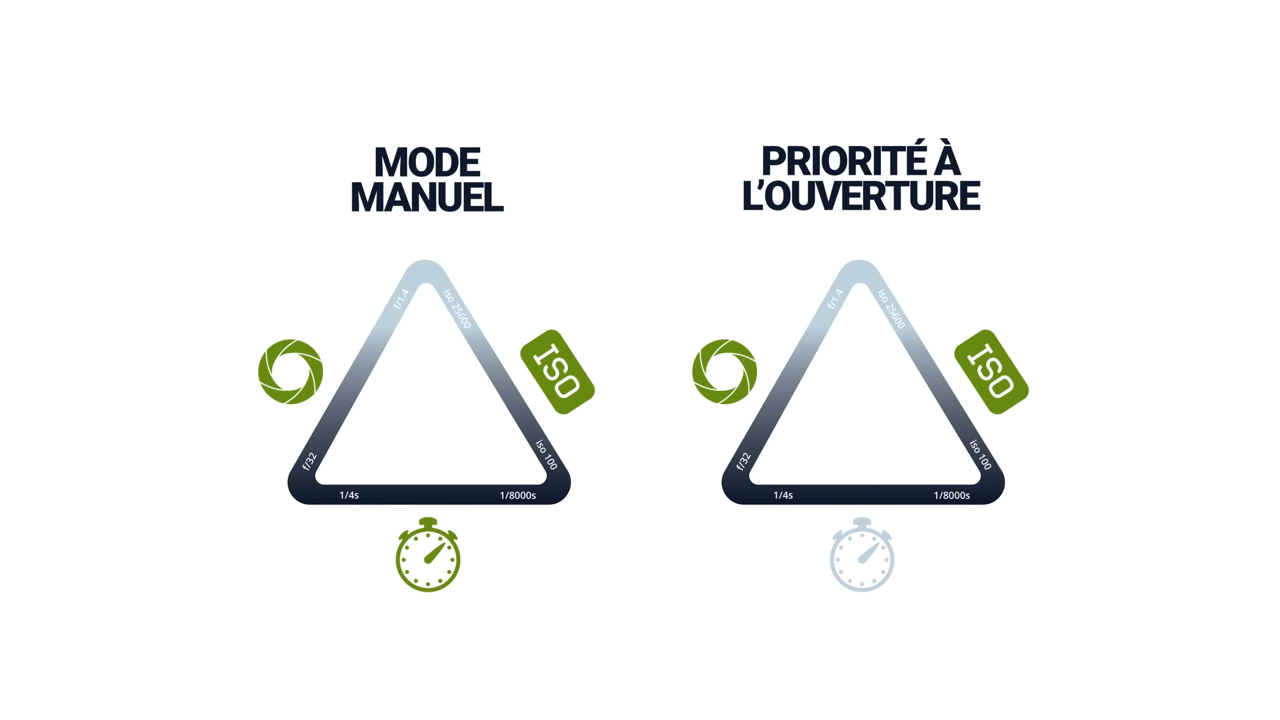 MODE
MANUEL
f/1.4
iso 25600
ISO
f/32
iso 100
1/4s
1/8000s
PRIORITÉ À
L'OUVERTURE
f/1.4
iso 25600
ISO
f/32
iso 100
1/4s
1/8000s